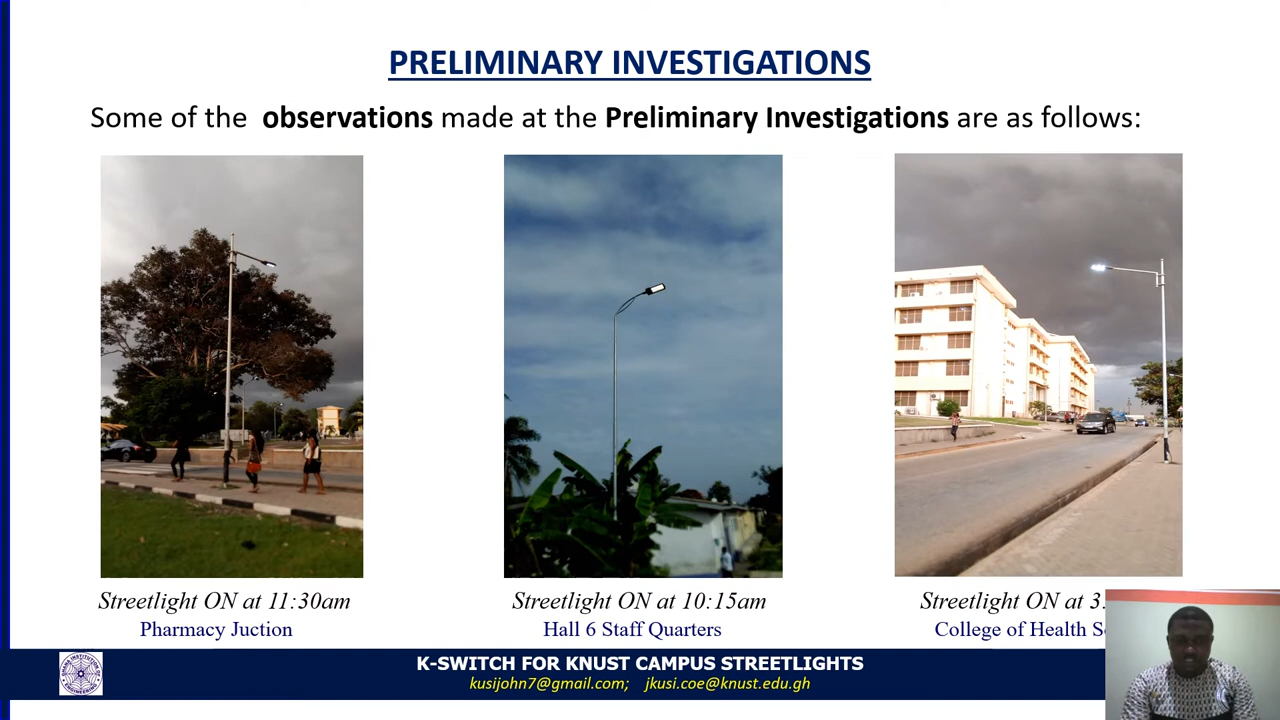 PRELIMINARY INVESTIGATIONS
Some of the observations made at the Preliminary Investigations are as follows:
Streetlight ON at 11:30am
Pharmacy Juction
Streetlight ON at 10:15am
Hall 6 Staff Quarters
Streetlight ON at 3.
College of Health
K-SWITCH FOR KNUST CAMPUS STREETLIGHTS
kusijohn7@gmail.com; jkusi.coe@knust.edu.gh